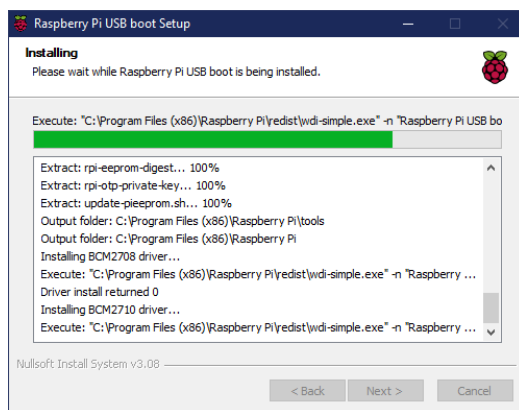 Raspberry Pi USB boot Setup
Installing
Please wait while Raspberry Pi USB boot is being installed.
Execute: "C:\Program Files (x86)\Raspberry Pi\redist\wdi-simple.exe" -n "Raspberry Pi USB bo
Extract: rpi-eeprom-digest... 100%
Extract: rpi-otp-private-key... 100%
Extract: update-pieeprom.sh... 100%
Output folder: C:\Program Files (x86)\Raspberry Pi\tools
Output folder: C:\Program Files (x86)\Raspberry Pi
Installing BCM2708 driver...
Execute: "C:\Program Files (x86)\Raspberry Pi\redist\wdi-simple.exe" -n "Raspberry ...
Driver install returned 0
Installing BCM2710 driver...
Execute: "C:\Program Files (x86)\Raspberry Pi\redist\wdi-simple.exe" -n "Raspberry ...
Nullsoft Install System v3.08
< Back Next > Cancel